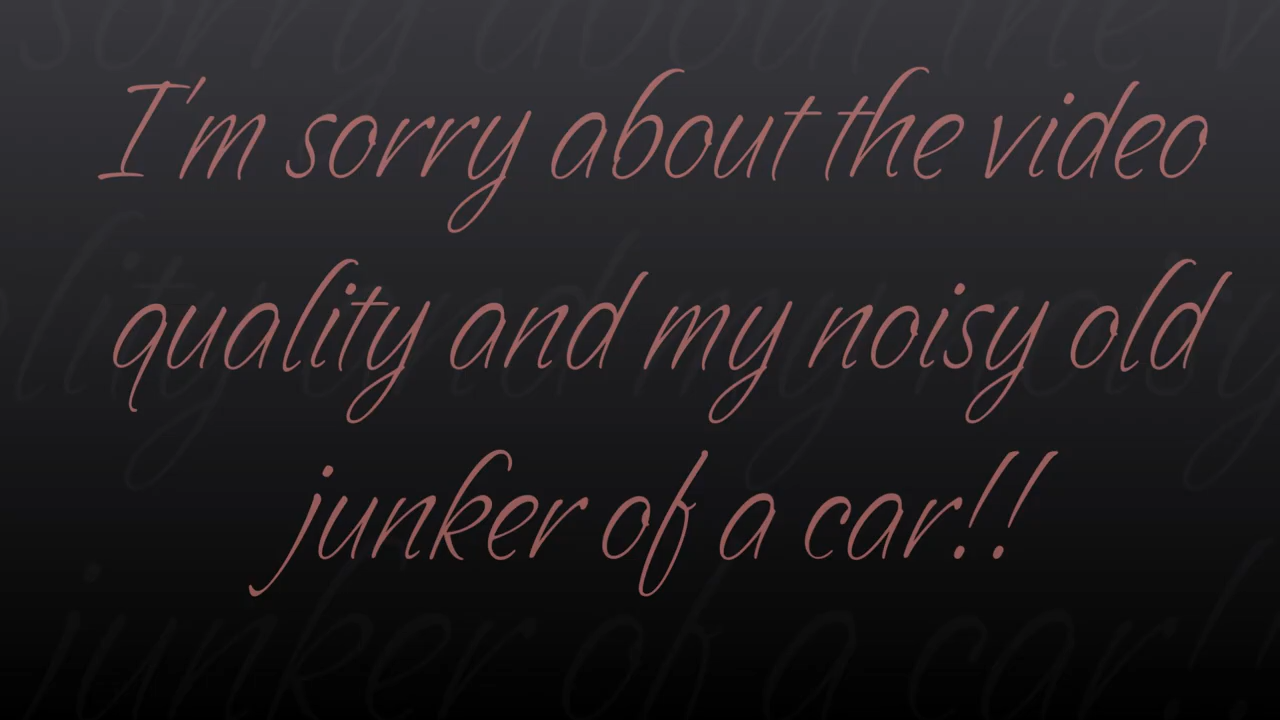 I'm sorry about the video
quality and my noisy old
junker of a car!!